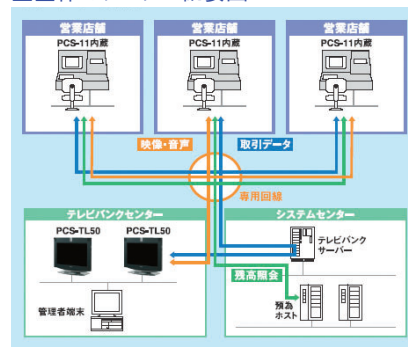 営業店舗
PCS-11内蔵
営業店舗
PCS-11内蔵
営業店舗
PCS-11内蔵
映像・音声
取引データ
専用回線
テレビバンクセンター
PCS-TL50
PCS-TL50
管理者端末
システムセンター
テレビバンク
サーバー
残高照会
預為
ホスト